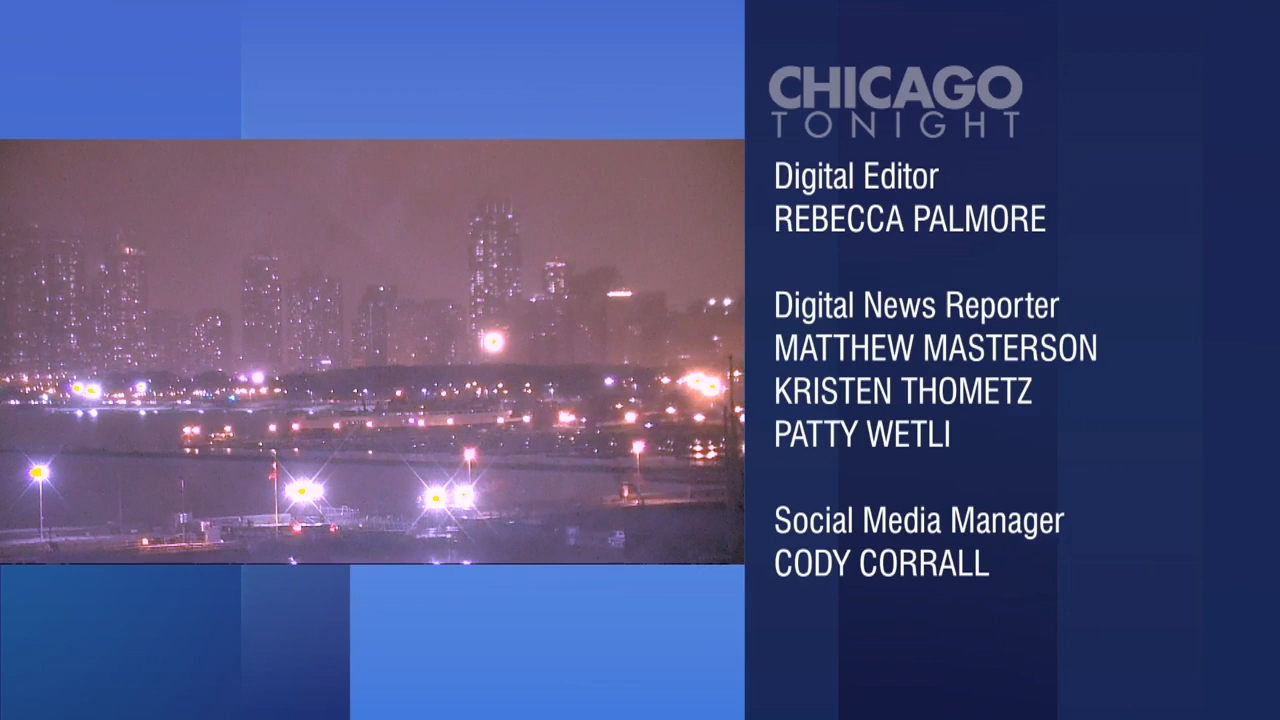 CHICAGO
TONIGHT
Digital Editor
REBECCA PALMORE
Digital News Reporter
MATTHEW MASTERSON
KRISTEN THOMETZ
PATTY WETLI
Social Media Manager
CODY CORRALL